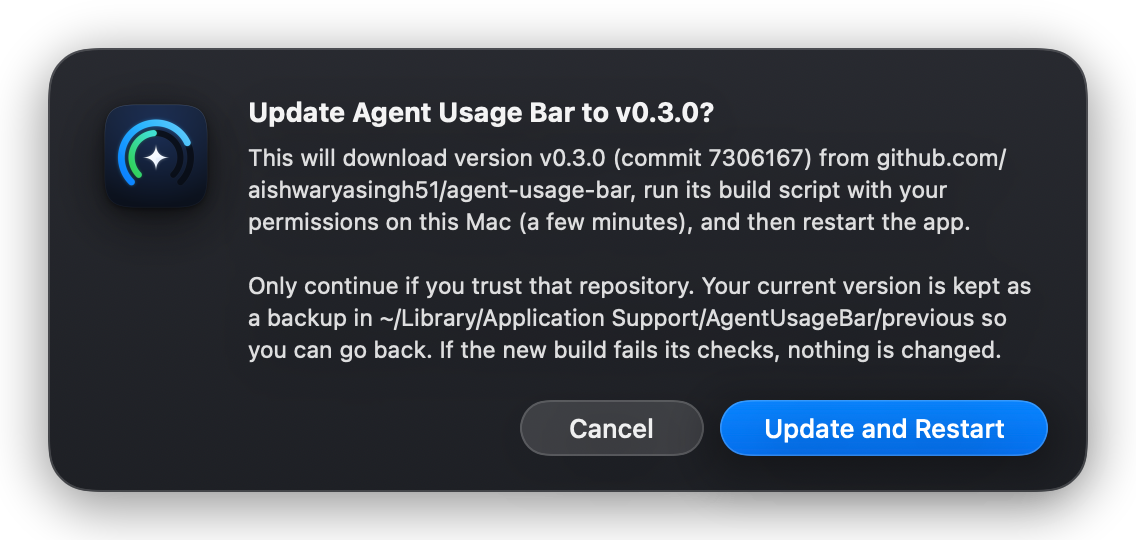 Update Agent Usage Bar to v0.3.0?
This will download version v0.3.0 (commit 7306167) from github.com/
aishwaryasingh51/agent-usage-bar, run its build script with your
permissions on this Mac (a few minutes), and then restart the app.
Only continue if you trust that repository. Your current version is kept as
a backup in ~/Library/Application Support/AgentUsageBar/previous so
you can go back. If the new build fails its checks, nothing is changed.
Cancel
Update and Restart